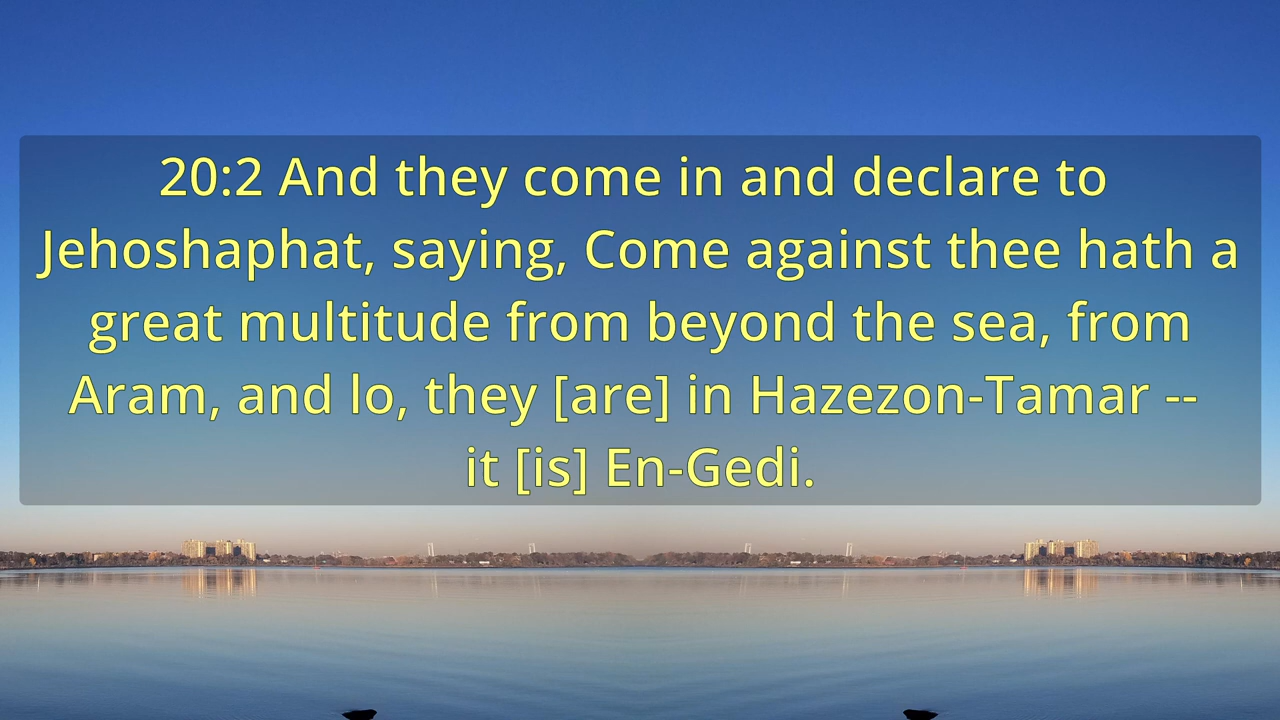 20:2 And they come in and declare to
Jehoshaphat, saying, Come against thee hath a
great multitude from beyond the sea, from
Aram, and lo, they [are] in Hazezon-Tamar --
it [is] En-Gedi.